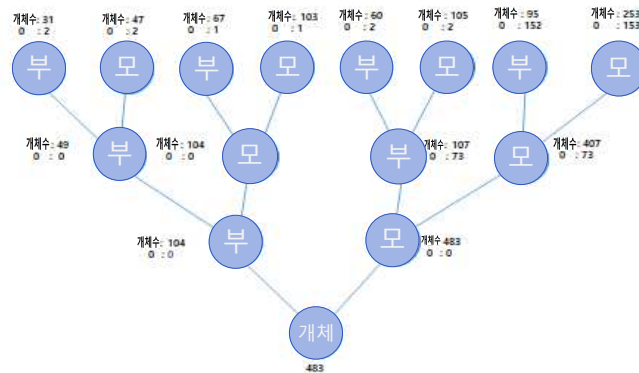 개체수: 31
0 : 2
개체수: 47
0 : 2
개체수: 67
0 : 1
개체수: 103
0 : 1
개체수: 60
0 : 2
개체수: 105
0 : 2
개체수: 95
0 : 152
개체수: 253
0 : 153
부
모
부
모
부
모
부
모
개체수: 49
0 : 0
부
개체수: 104
0 : 0
모
부
개체수: 107
0 : 73
모
개체수: 407
0 : 73
개체수: 104
0 : 0
부
모
개체수 483
0 : 0
개체
483